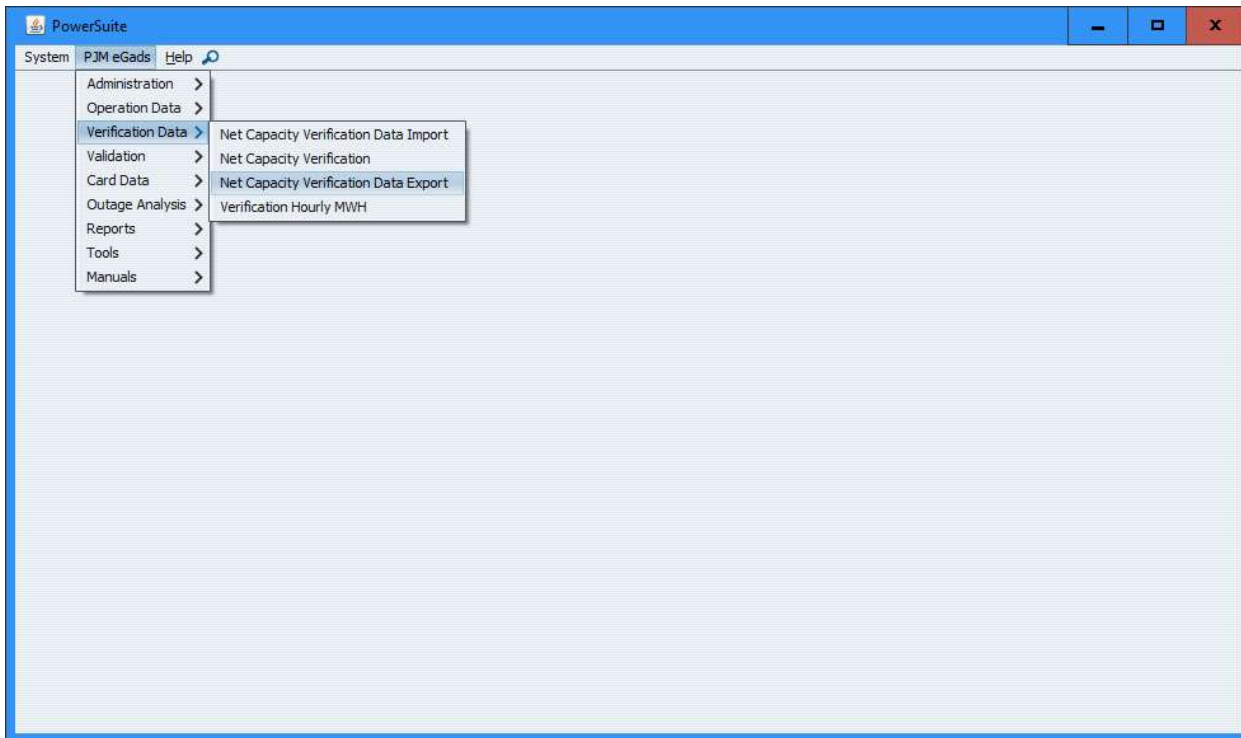 PowerSuite
System PJM eGads Help
Administration
Operation Data
Verification Data
Net Capacity Verification Data Import
Validation
Net Capacity Verification
Card Data
Net Capacity Verification Data Export
Outage Analysis
Verification Hourly MWH
Reports
Tools
Manuals